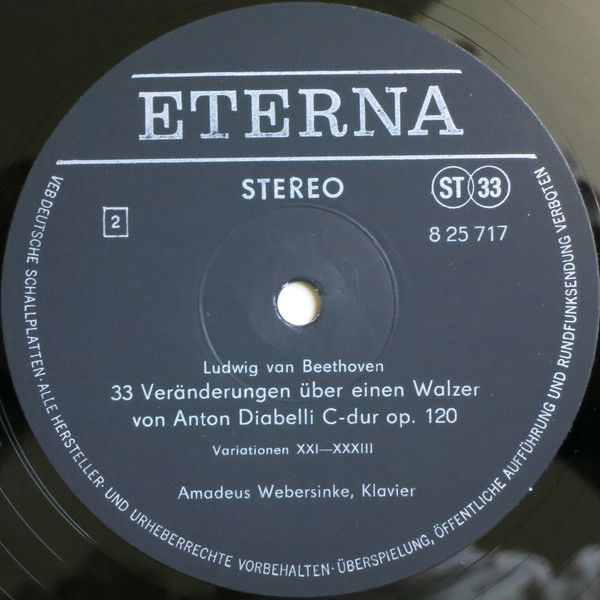 ETERNA
STEREO
ST 33
2
8 25 717
Ludwig van Beethoven
33 Veränderungen über einen Walzer
von Anton Diabelli C-dur op. 120
Variationen XXI—XXXIII
Amadeus Webersinke, Klavier
VEB DEUTSCHE SCHALLPLATTEN · ALLE HERSTELLER- UND URHEBERRECHTE VORBEHALTEN · ÜBERSPIELUNG, ÖFFENTLICHE AUFFÜHRUNG UND RUNDFUNKSENDUNG VERBOTEN